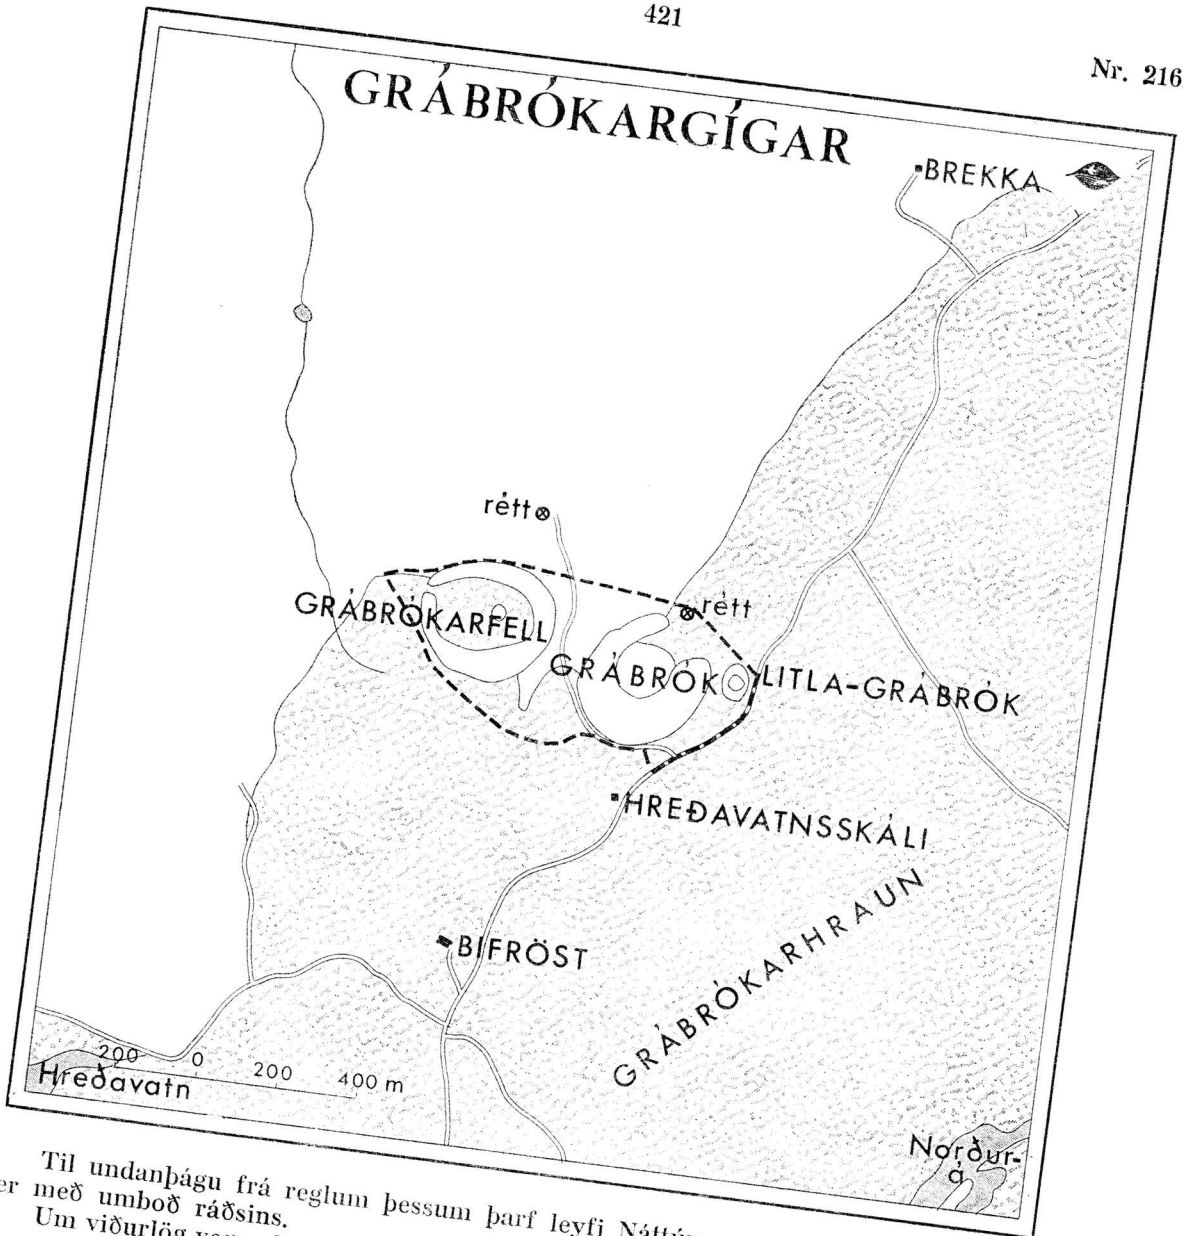 421
Nr. 216
GRÁBRÓKARGÍGAR
BREKKA
rétt
rétt
GRÁBRÓKARFELL
GRÁBRÓK
LITLA-GRÁBRÓK
HREÐAVATNSSKÁLI
GRÁBRÓKARHRAUN
BIFRÖST
200 0 200 400 m
Hreðavatn
Norður-
á
Til undanþágu frá reglum þessum þarf leyfi
er með umboð ráðsins.
Um viðurlög